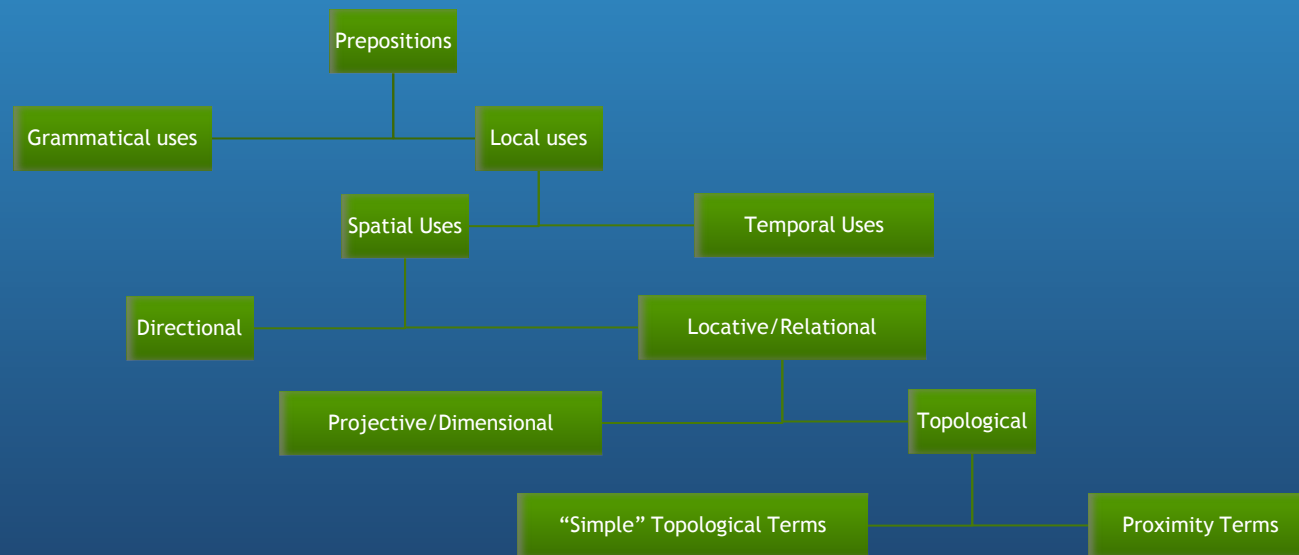 Prepositions
Grammatical uses
Local uses
Spatial Uses
Temporal Uses
Directional
Locative/Relational
Projective/Dimensional
Topological
“Simple” Topological Terms
Proximity Terms